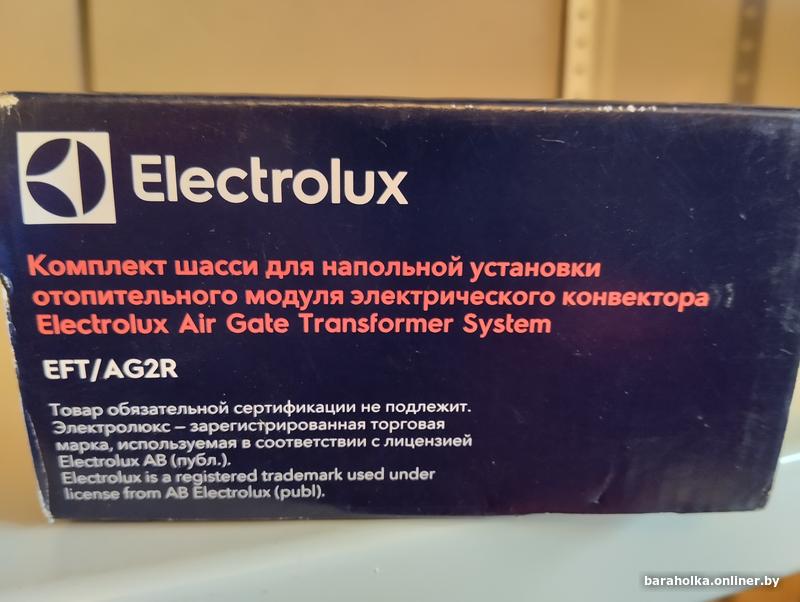 Electrolux
Комплект шасси для напольной установки
отопительного модуля электрического конвектора
Electrolux Air Gate Transformer System
EFT/AG2R
Товар обязательной сертификации не подлежит.
Электролюкс – зарегистрированная торговая
марка, используемая в соответствии с лицензией
Electrolux AB (публ.).
Electrolux is a registered trademark used under
license from AB Electrolux (publ).
baraholka.onliner.by